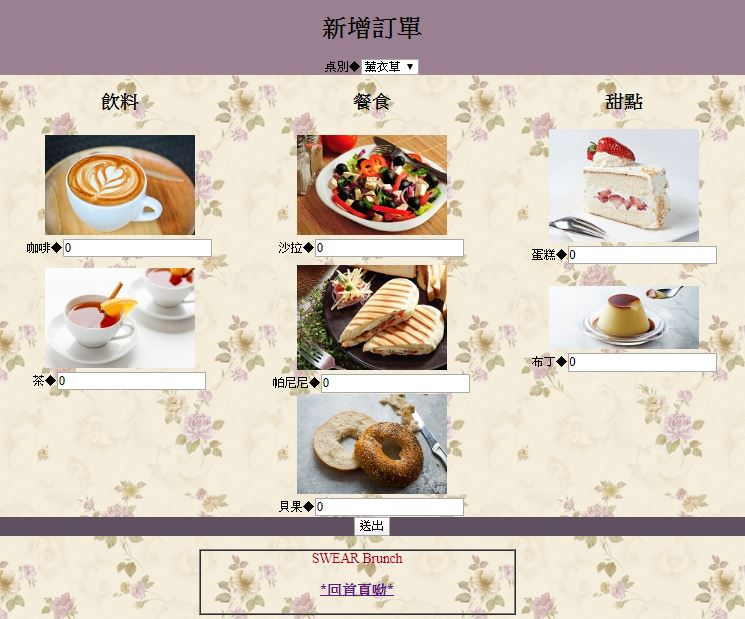 新增訂單
桌別◆ 薰衣草 ▼
飲料
咖啡◆ 0
茶◆ 0
餐食
沙拉◆ 0
帕尼尼◆ 0
貝果◆ 0
甜點
蛋糕◆ 0
布丁◆ 0
送出
SWEAR Brunch
*回首頁呦*